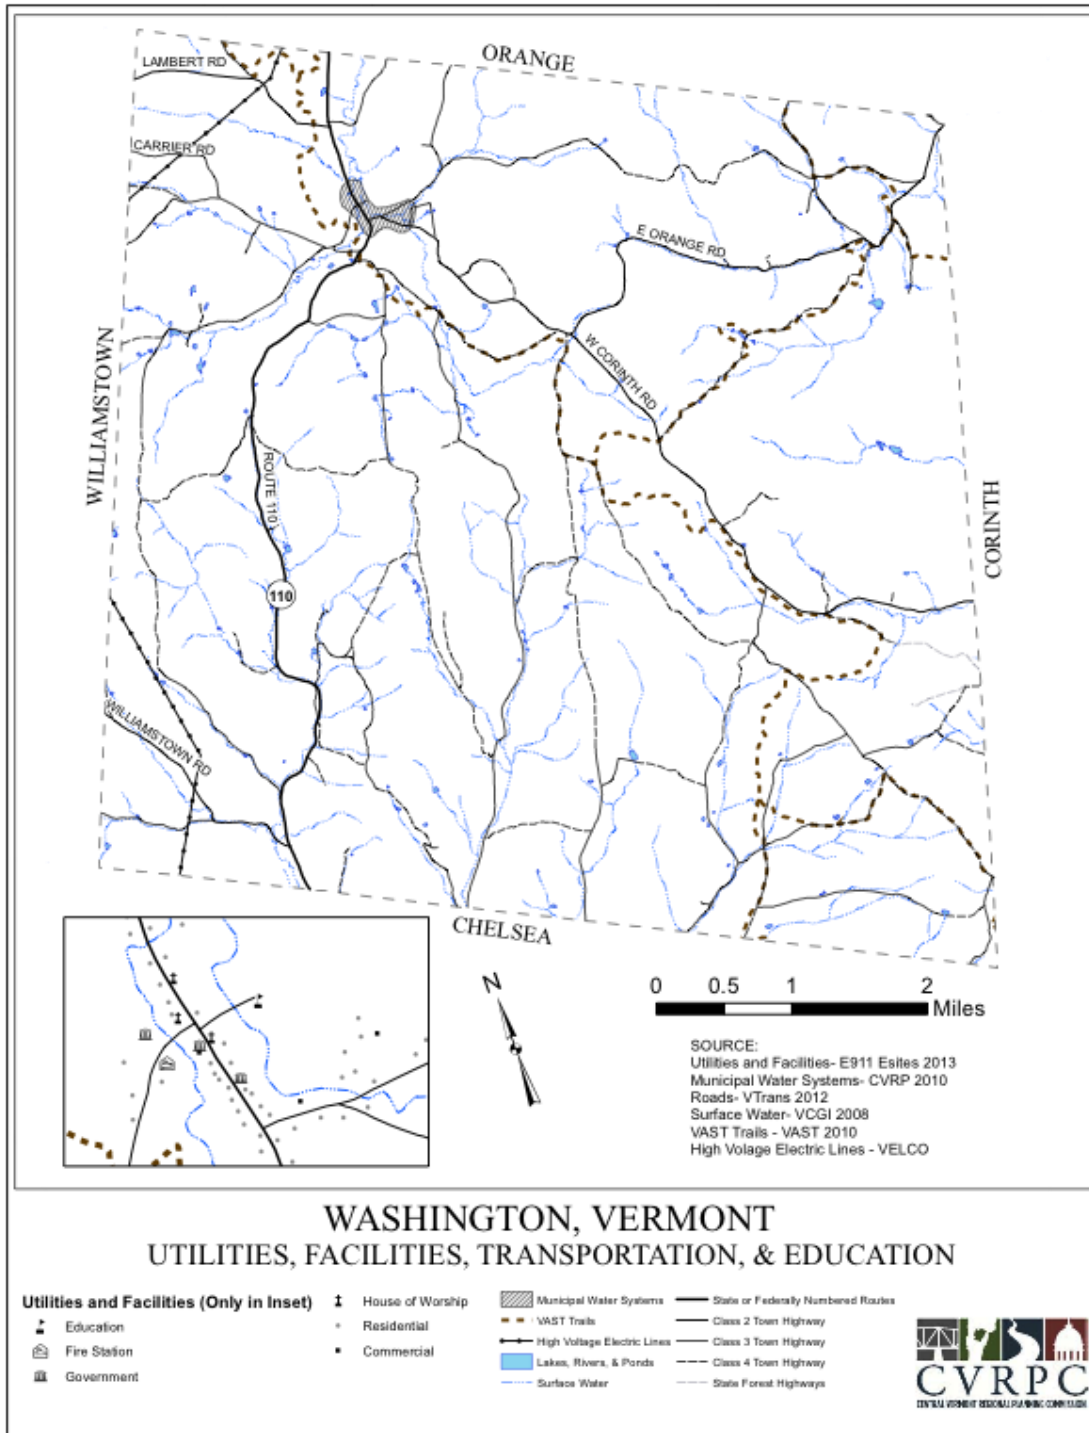 ORANGE
LAMBERT RD
CARRIER RD
E ORANGE RD
WILLIAMSTOWN
W CORINTH RD
ROUTE 110
CORINTH
110
WILLIAMSTOWN RD
CHELSEA
N
0 0.5 1 2
Miles
SOURCE:
Utilities and Facilities- E911 Esites 2013
Municipal Water Systems- CVRP 2010
Roads- VTrans 2012
Surface Water- VCGI 2008
VAST Trails - VAST 2010
High Volage Electric Lines - VELCO
WASHINGTON, VERMONT
UTILITIES, FACILITIES, TRANSPORTATION, & EDUCATION
Utilities and Facilities (Only in Inset)
Education
Fire Station
Government
House of Worship
Residential
Commercial
Municipal Water Systems
VAST Trails
High Voltage Electric Lines
Lakes, Rivers, & Ponds
Surface Water
State or Federally Numbered Routes
Class 2 Town Highway
Class 3 Town Highway
Class 4 Town Highway
State Forest Highways
CVRPC
CENTRAL VERMONT REGIONAL PLANNING COMMISSION